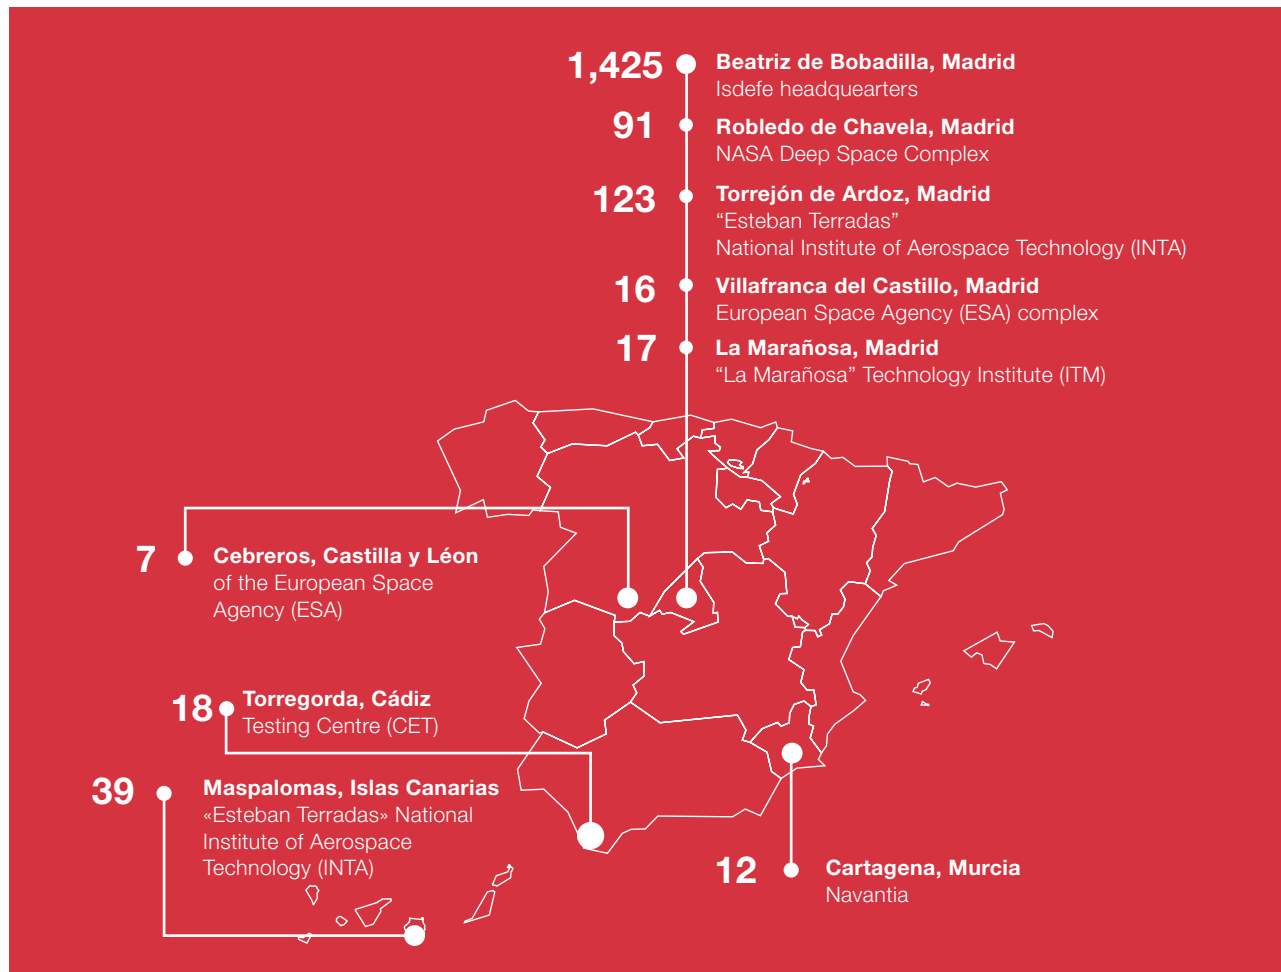 1,425
Beatriz de Bobadilla, Madrid
Isdefe headquearters
91
Robledo de Chavela, Madrid
NASA Deep Space Complex
123
Torrejón de Ardoz, Madrid
“Esteban Terradas”
National Institute of Aerospace Technology (INTA)
16
Villafranca del Castillo, Madrid
European Space Agency (ESA) complex
17
La Marañosa, Madrid
“La Marañosa” Technology Institute (ITM)
7
Cebreros, Castilla y Léon
of the European Space
Agency (ESA)
18
Torregorda, Cádiz
Testing Centre (CET)
39
Maspalomas, Islas Canarias
«Esteban Terradas» National
Institute of Aerospace
Technology (INTA)
12
Cartagena, Murcia
Navantia